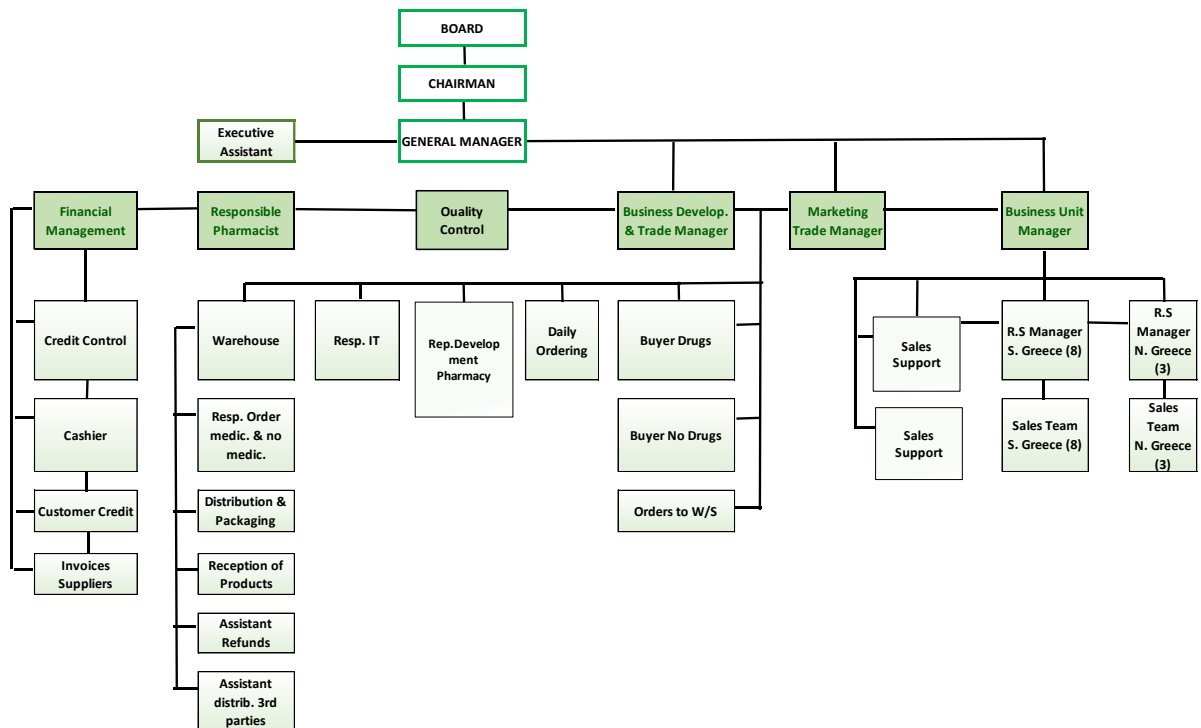 BOARD
CHAIRMAN
Executive
Assistant
GENERAL MANAGER
Financial
Management
Responsible
Pharmacist
Quality
Control
Business Develop.
& Trade Manager
Marketing
Trade Manager
Business Unit
Manager
Credit Control
Warehouse
Resp. IT
Rep.Develop
ment
Pharmacy
Daily
Ordering
Buyer Drugs
Sales
Support
R.S Manager
S. Greece (8)
R.S
Manager
N. Greece
(3)
Cashier
Resp. Order
medic. & no
medic.
Buyer No Drugs
Sales
Support
Sales Team
S. Greece (8)
Sales
Team
N. Greece
(3)
Customer Credit
Distribution &
Packaging
Orders to W/S
Invoices
Suppliers
Reception of
Products
Assistant
Refunds
Assistant
distrib. 3rd
parties